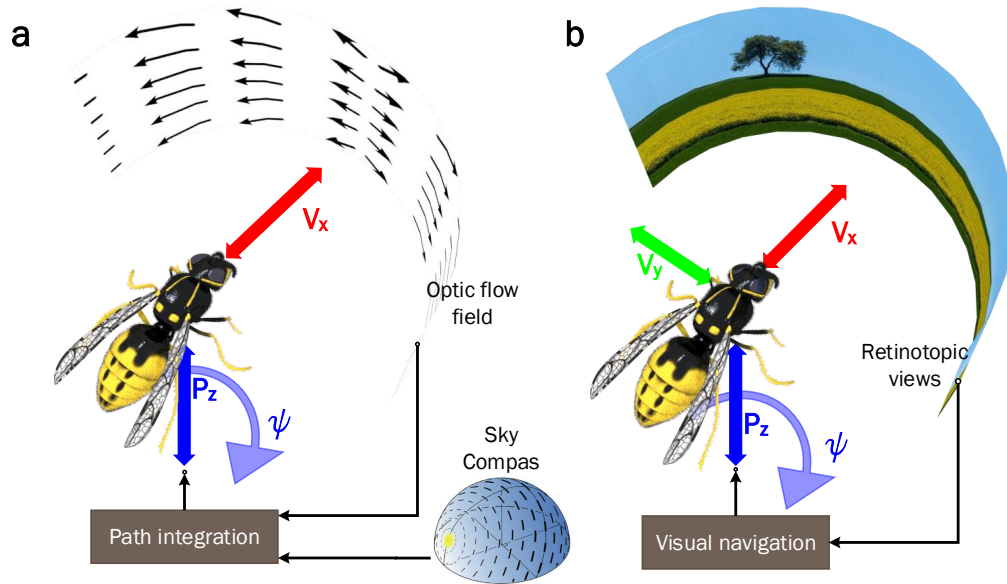 a
Vx
Optic flow
field
Pz
ψ
Sky
Compas
Path integration
b
Vx
Vy
Retinotopic
views
Pz
ψ
Visual navigation